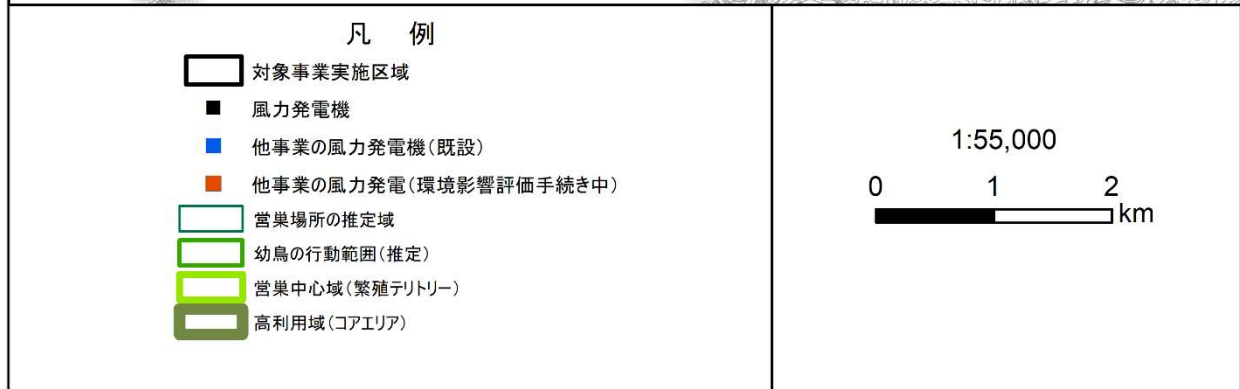 凡 例
対象事業実施区域
風力発電機
他事業の風力発電機(既設)
他事業の風力発電(環境影響評価手続き中)
営巣場所の推定域
幼鳥の行動範囲(推定)
営巣中心域(繁殖テリトリー)
高利用域(コアエリア)
1:55,000
0 1 2
km